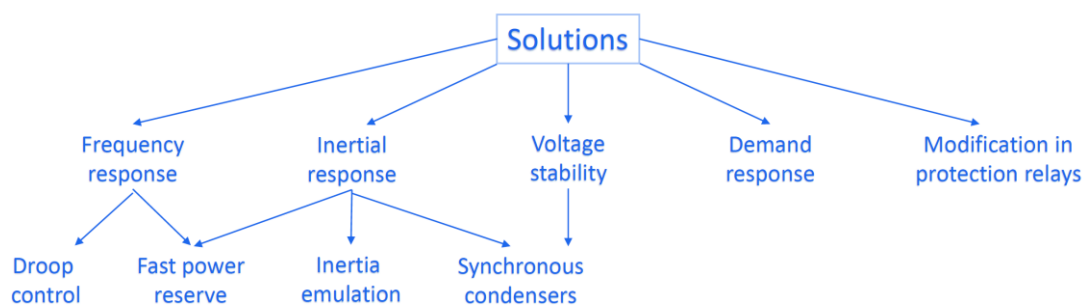 Solutions
Frequency
response
Inertial
response
Voltage
stability
Demand
response
Modification in
protection relays
Droop
control
Fast power
reserve
Inertia
emulation
Synchronous
condensers